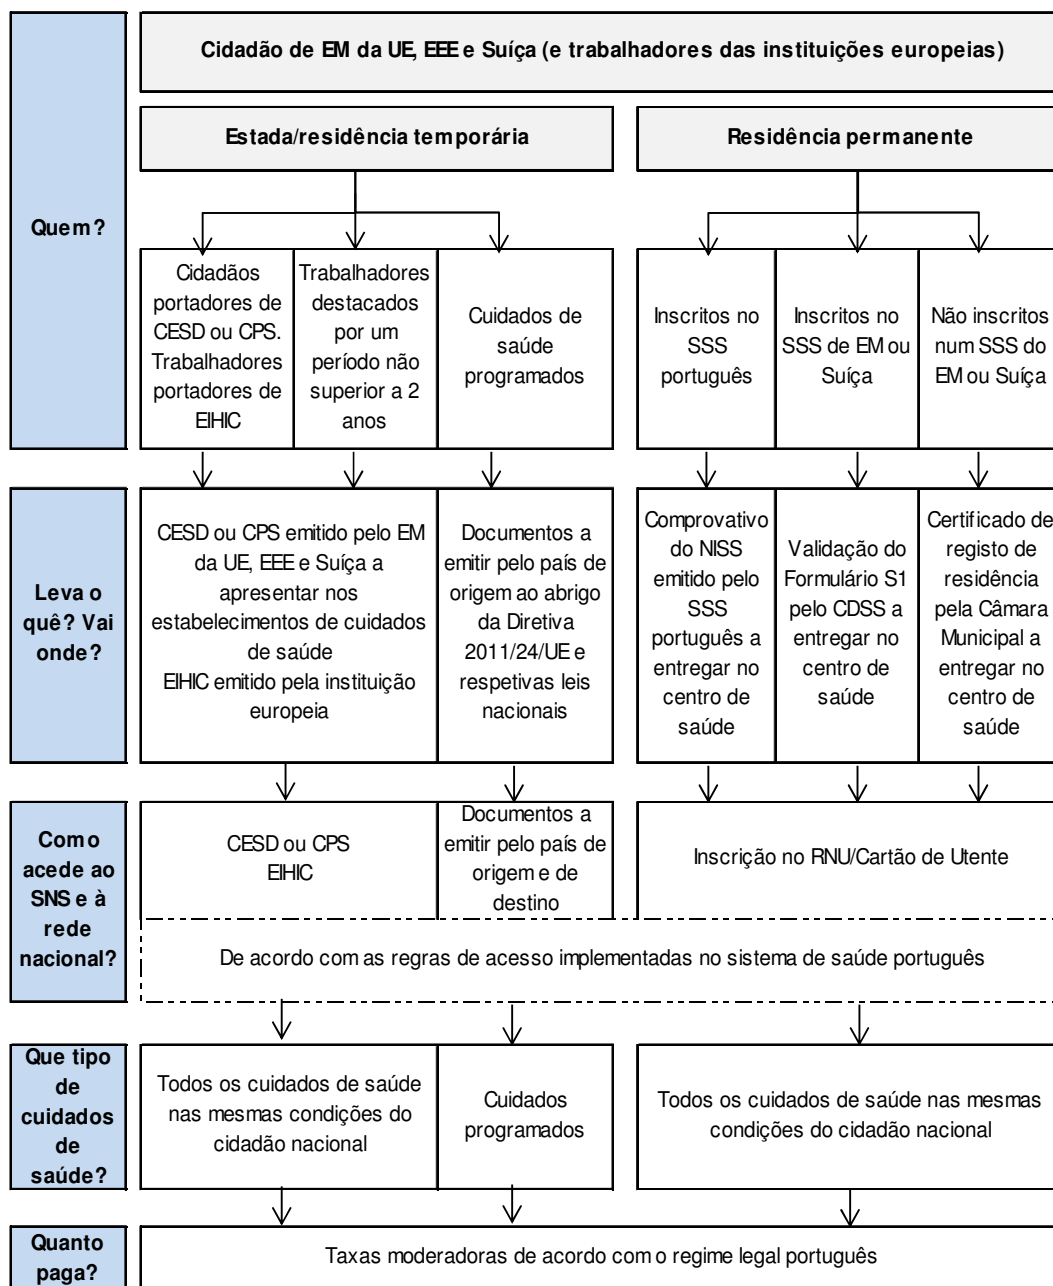 Cidadão de EM da UE, EEE e Suíça (e trabalhadores das instituições europeias)
Quem?
Estada/residência temporária
Residência permanente
Cidadãos
portadores de
CESD ou CPS.
Trabalhadores
portadores de
EIHIC
Trabalhadores
destacados
por um
período não
superior a 2
anos
Cuidados de
saúde
programados
Inscritos no
SSS
português
Inscritos no
SSS de EM ou
Suíça
Não inscritos
num SSS do
EM ou Suíça
Leva o
quê? Vai
onde?
CESD ou CPS emitido pelo EM
da UE, EEE e Suíça a
apresentar nos
estabelecimentos de cuidados
de saúde
EIHIC emitido pela instituição
europeia
Documentos a
emitir pelo país de
origem ao abrigo
da Diretiva
2011/24/UE e
respetivas leis
nacionais
Comprovativo
do NISS
emitido pelo
SSS
português a
entregar no
centro de
saúde
Validação do
Formulário S1
pelo CDSS a
entregar no
centro de
saúde
Certificado de
registo de
residência
pela Câmara
Municipal a
entregar no
centro de
saúde
Como
acede ao
SNS e à
rede
nacional?
CESD ou CPS
EIHIC
Documentos a
emitir pelo país de
origem e de
destino
Inscrição no RNU/Cartão de Utente
De acordo com as regras de acesso implementadas no sistema de saúde português
Que tipo
de
cuidados
de
saúde?
Todos os cuidados de saúde
nas mesmas condições do
cidadão nacional
Cuidados
programados
Todos os cuidados de saúde nas mesmas
condições do cidadão nacional
Quanto
paga?
Taxas moderadoras de acordo com o regime legal português